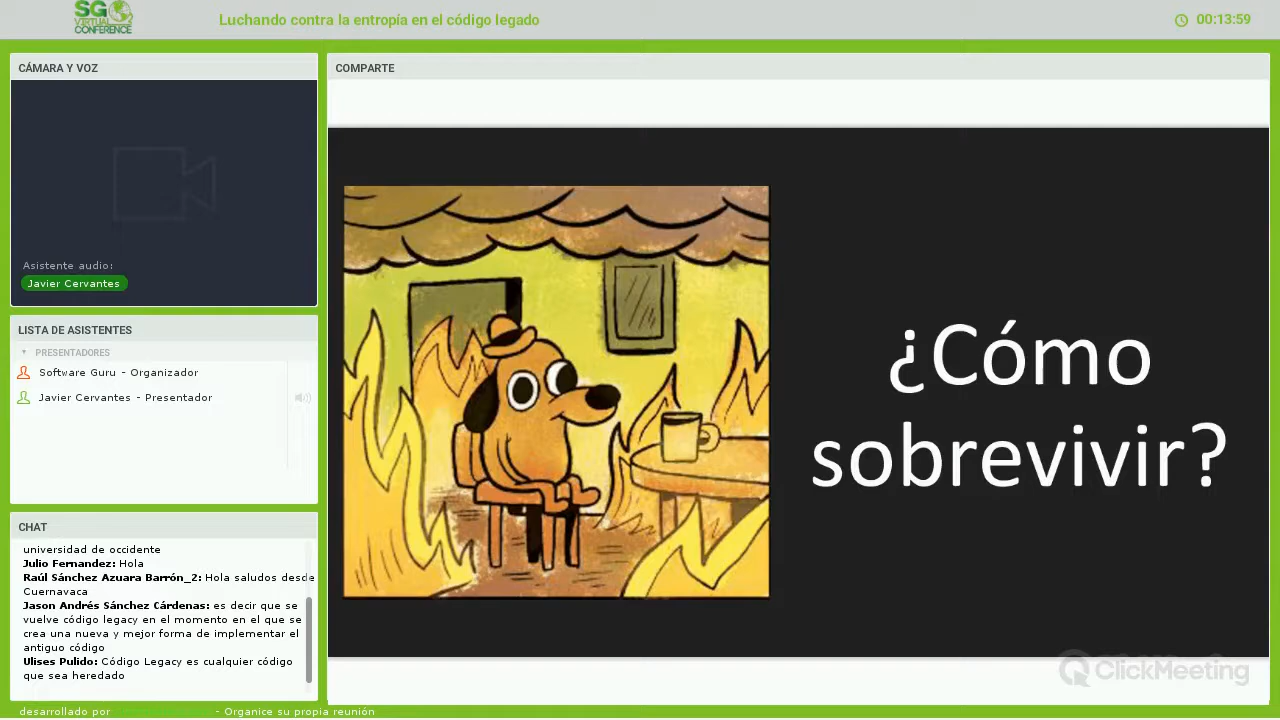 SG
VIRTUAL
CONFERENCE
Luchando contra la entropía en el código legado
00:13:59
CÁMARA Y VOZ
Asistente audio:
Javier Cervantes
LISTA DE ASISTENTES
PRESENTADORES
Software Guru - Organizador
Javier Cervantes - Presentador
CHAT
universidad de occidente
Julio Fernandez: Hola
Raúl Sánchez Azuara Barrón_2: Hola saludos desde
Cuernavaca
Jason Andrés Sánchez Cárdenas: es decir que se
vuelve código legacy en el momento en el que se
crea una nueva y mejor forma de implementar el
antiguo código
Ulises Pulido: Código Legacy es cualquier código
que sea heredado
COMPARTE
¿Cómo
sobrevivir?
ClickMeeting
desarrollado por
- Organice su propia reunión